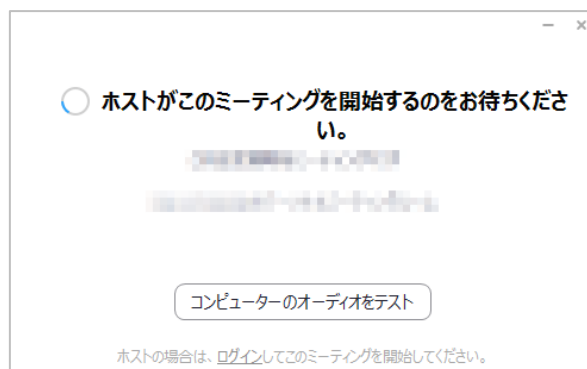 ホストがこのミーティングを開始するのをお待ちくださ
い。
コンピューターのオーディオをテスト
ホストの場合は、ログインしてこのミーティングを開始してください。